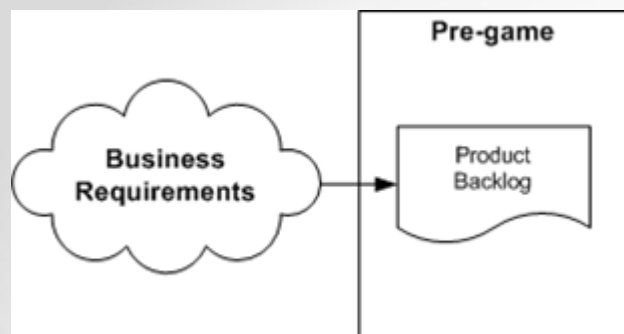 Pre-game
Business
Requirements
Product
Backlog